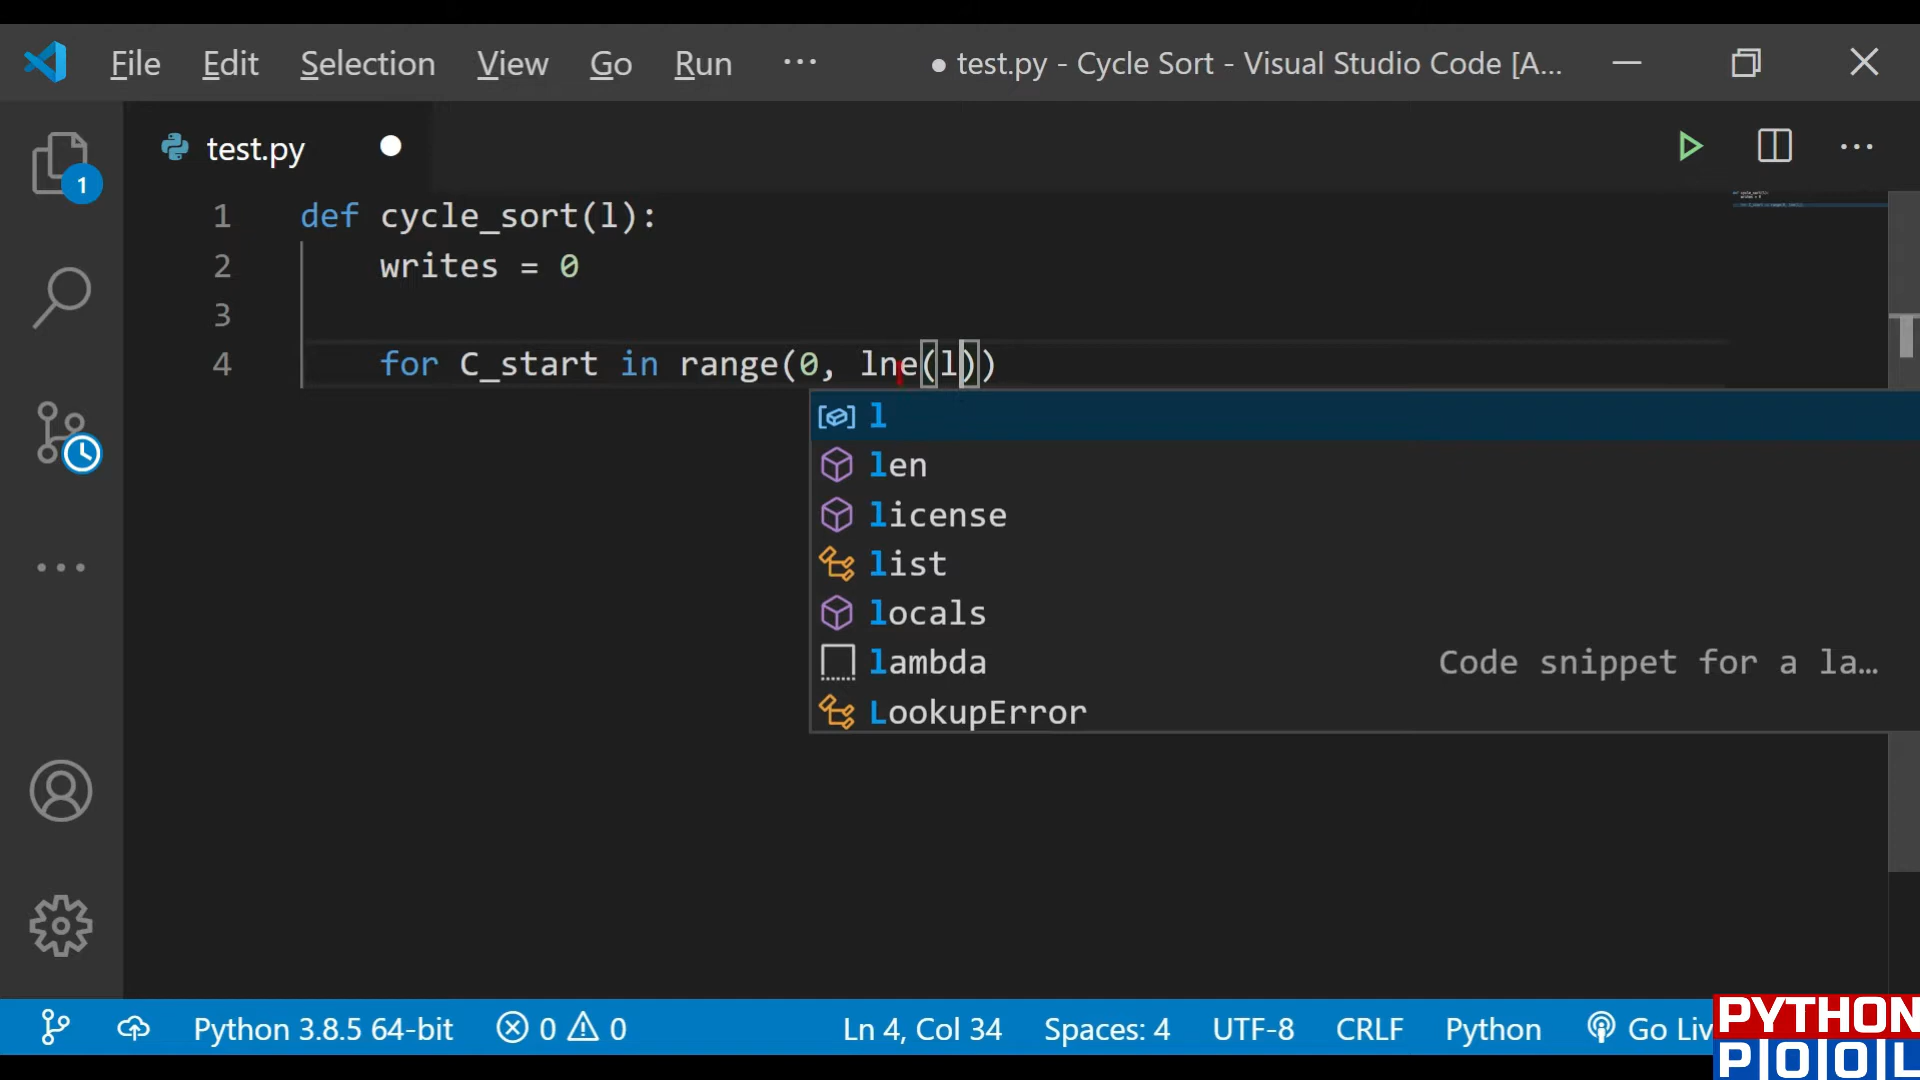 File Edit Selection View Go Run ··· ● test.py - Cycle Sort - Visual Studio Code [A...
test.py
1
1 def cycle_sort(l):
2 writes = 0
3
4 for C_start in range(0, lne(l))
l
len
license
list
locals
lambda Code snippet for a la…
LookupError
Python 3.8.5 64-bit 0 0 Ln 4, Col 34 Spaces: 4 UTF-8 CRLF Python Go Liv
PYTHON
POOL